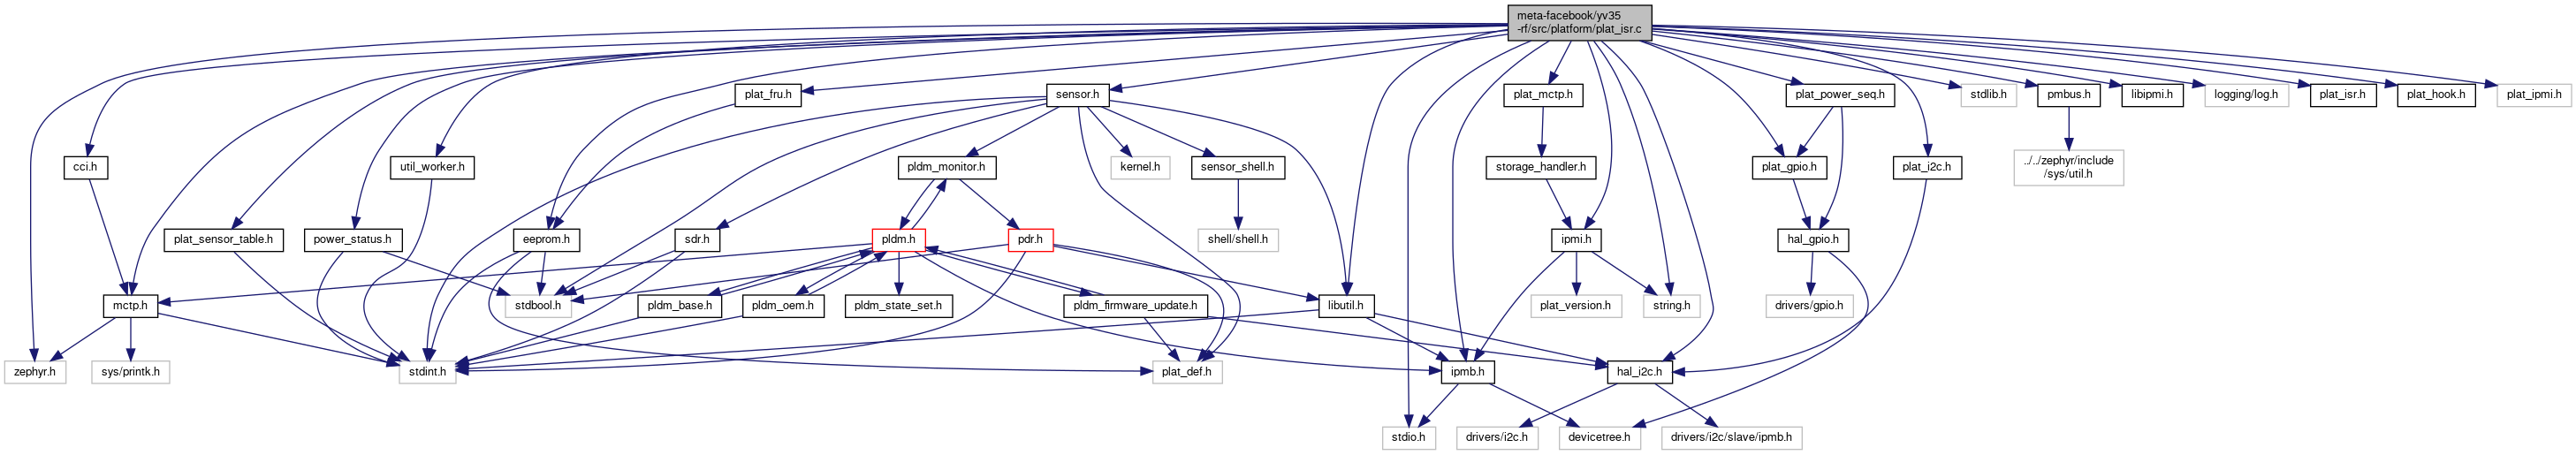 meta-facebook/yv35
-rf/src/platform/plat_isr.c
plat_fru.h
sensor.h
plat_mctp.h
plat_power_seq.h
stdlib.h
pmbus.h
libipmi.h
logging/log.h
plat_isr.h
plat_hook.h
plat_ipmi.h
cci.h
util_worker.h
pldm_monitor.h
kernel.h
sensor_shell.h
storage_handler.h
plat_gpio.h
plat_i2c.h
../../zephyr/include
/sys/util.h
plat_sensor_table.h
power_status.h
eeprom.h
sdr.h
pldm.h
pdr.h
shell/shell.h
ipmi.h
hal_gpio.h
mctp.h
stdbool.h
pldm_base.h
pldm_oem.h
pldm_state_set.h
pldm_firmware_update.h
libutil.h
plat_version.h
string.h
drivers/gpio.h
zephyr.h
sys/printk.h
stdint.h
plat_def.h
ipmb.h
hal_i2c.h
stdio.h
drivers/i2c.h
devicetree.h
drivers/i2c/slave/ipmb.h